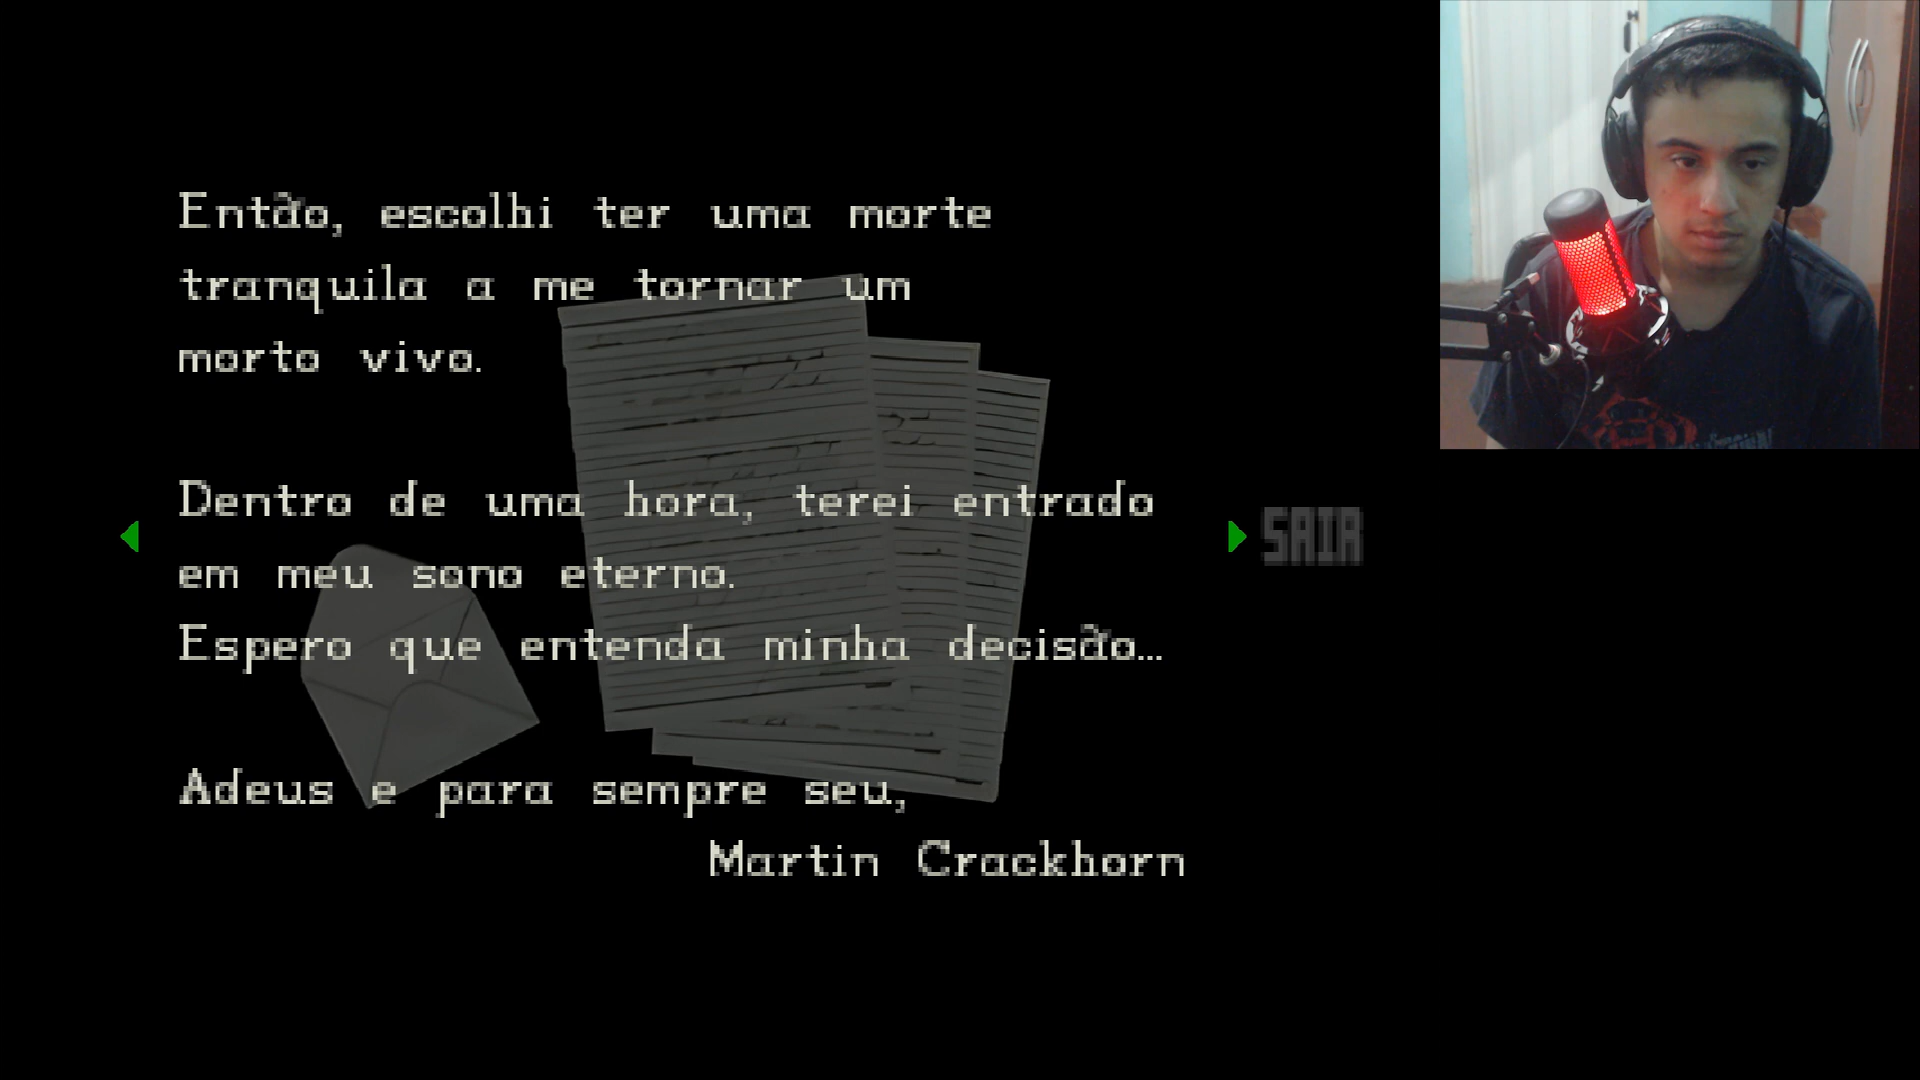 Então, escolhi ter uma morte
tranquila a me tornar um
morto vivo.
Dentro de uma hora, terei entrado
em meu sono eterno.
Espero que entenda minha decisão...
Adeus e para sempre seu,
Martin Crackhorn
SAIR